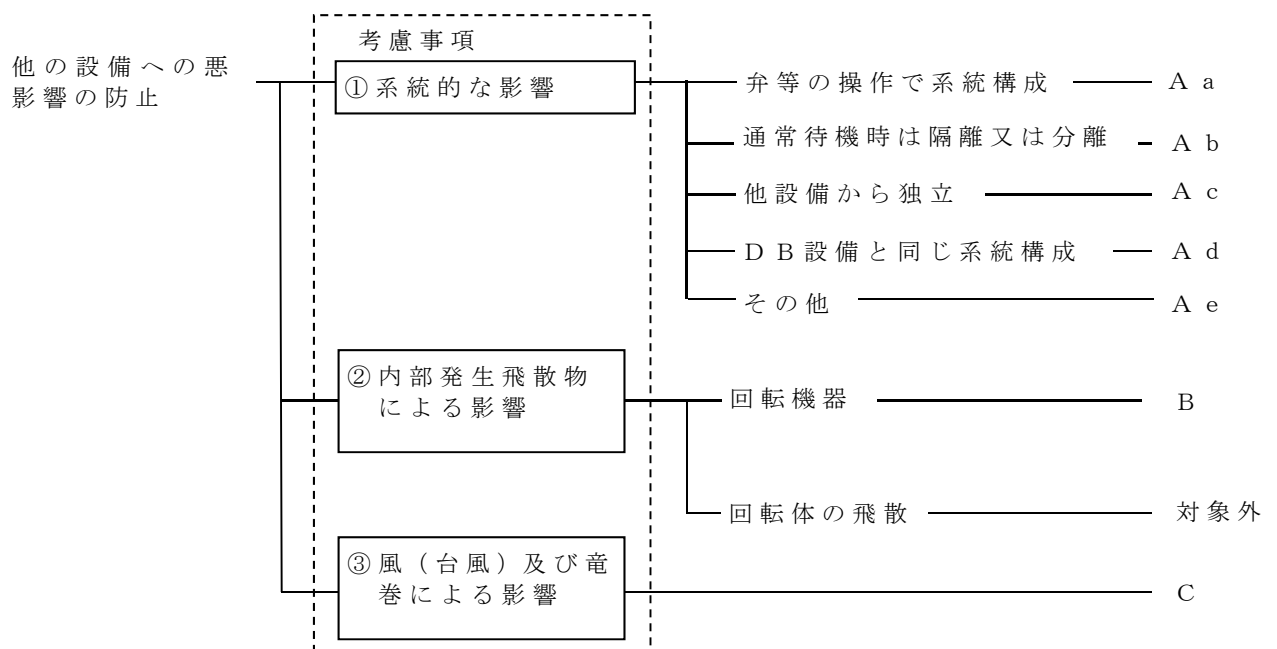 他の設備への悪
影響の防止
考慮事項
①系統的な影響
弁等の操作で系統構成 Aa
通常待機時は隔離又は分離 Ab
他設備から独立 Ac
DB設備と同じ系統構成 Ad
その他 Ae
②内部発生飛散物
による影響
回転機器 B
回転体の飛散 対象外
③風(台風)及び竜
巻による影響
C